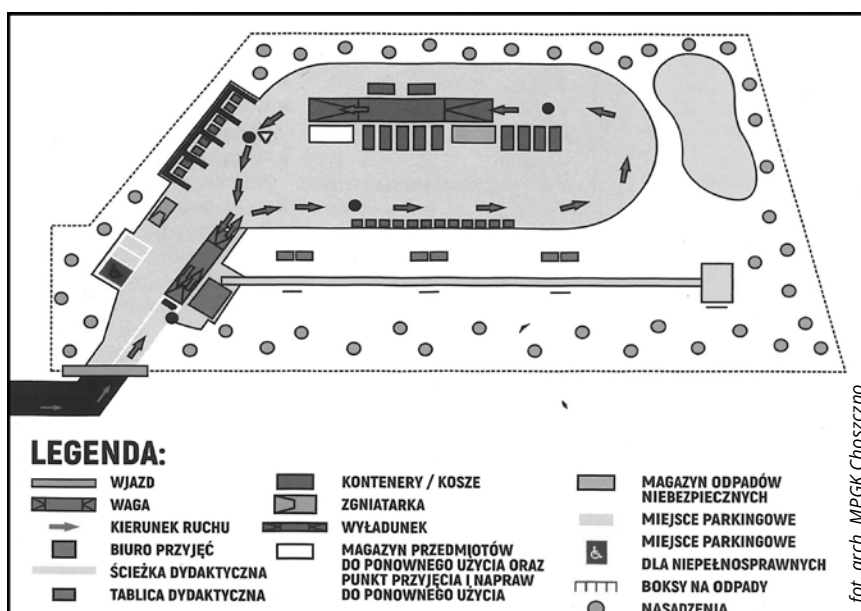 LEGENDA:
WJAZD
WAGA
KIERUNEK RUCHU
BIURO PRZYJĘĆ
ŚCIEŻKA DYDAKTYCZNA
TABLICA DYDAKTYCZNA
KONTENERY / KOSZE
ZGNIATARKA
WYŁADUNEK
MAGAZYN PRZEDMIOTÓW
DO PONOWNEGO UŻYCIA ORAZ
PUNKT PRZYJĘCIA I NAPRAW
DO PONOWNEGO UŻYCIA
MAGAZYN ODPADÓW
NIEBEZPIECZNYCH
MIEJSCE PARKINGOWE
MIEJSCE PARKINGOWE
DLA NIEPEŁNOSPRAWNYCH
BOKSY NA ODPADY
NASADZENIA
fot. arch. MPGK Choszczno